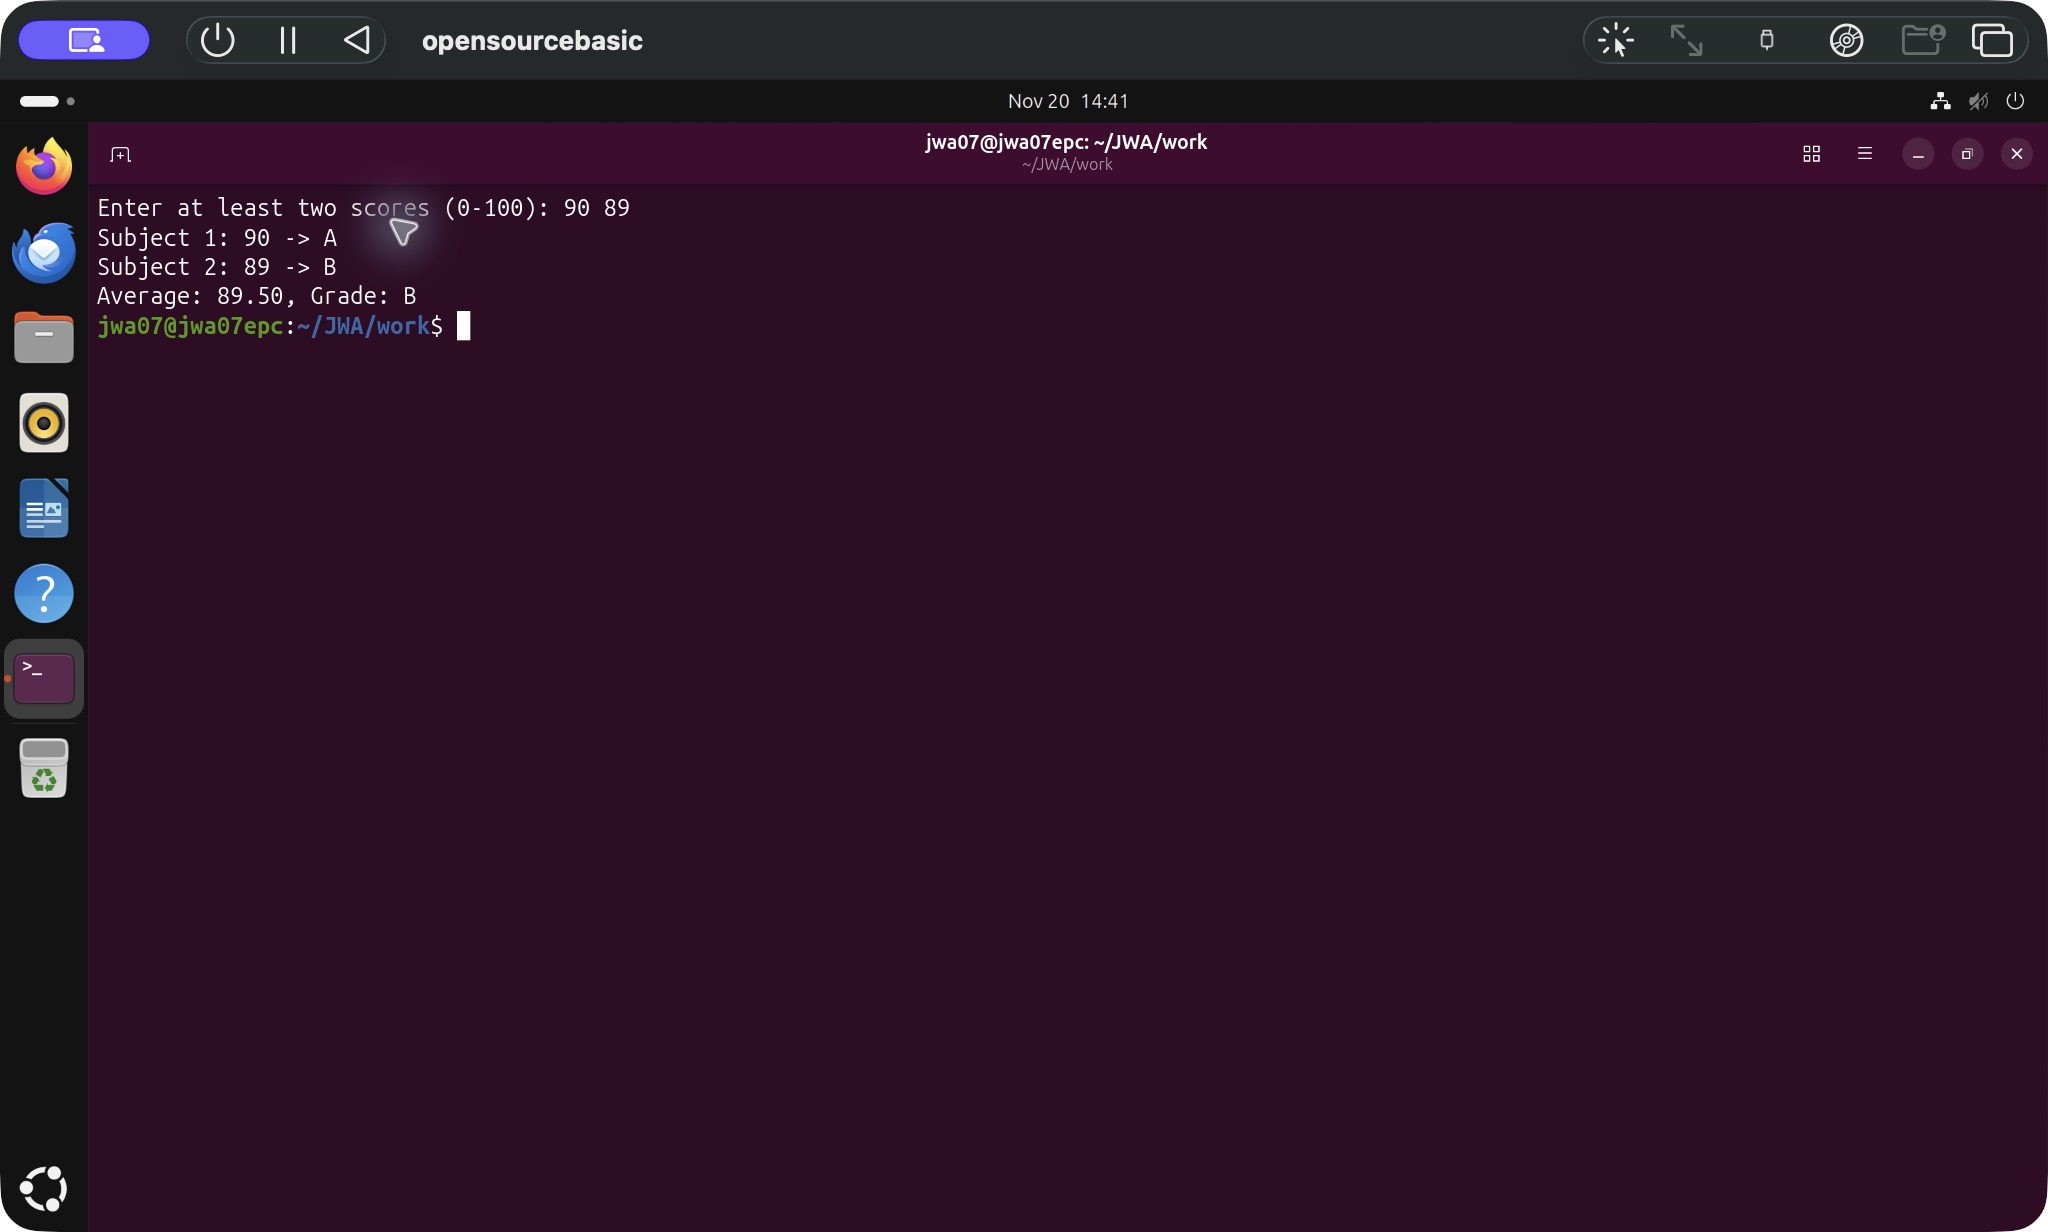 opensourcebasic
Nov 20 14:41
jwa07@jwa07epc: ~/JWA/work
~/JWA/work
Enter at least two scores (0-100): 90 89
Subject 1: 90 -> A
Subject 2: 89 -> B
Average: 89.50, Grade: B
jwa07@jwa07epc:~/JWA/work$